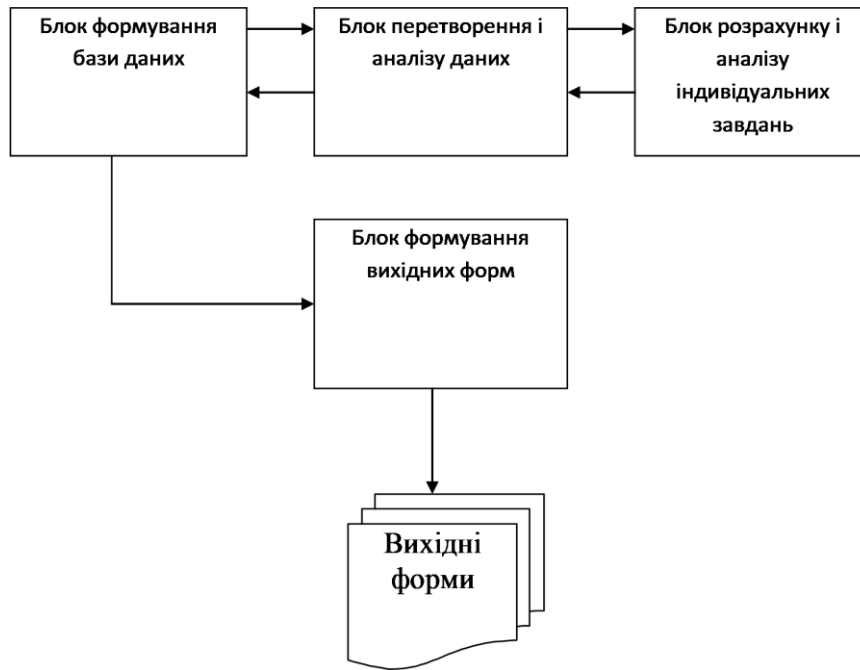 Блок формування
бази даних
Блок перетворення і
аналізу даних
Блок розрахунку і
аналізу
індивідуальних
завдань
Блок формування
вихідних форм
Вихідні
форми